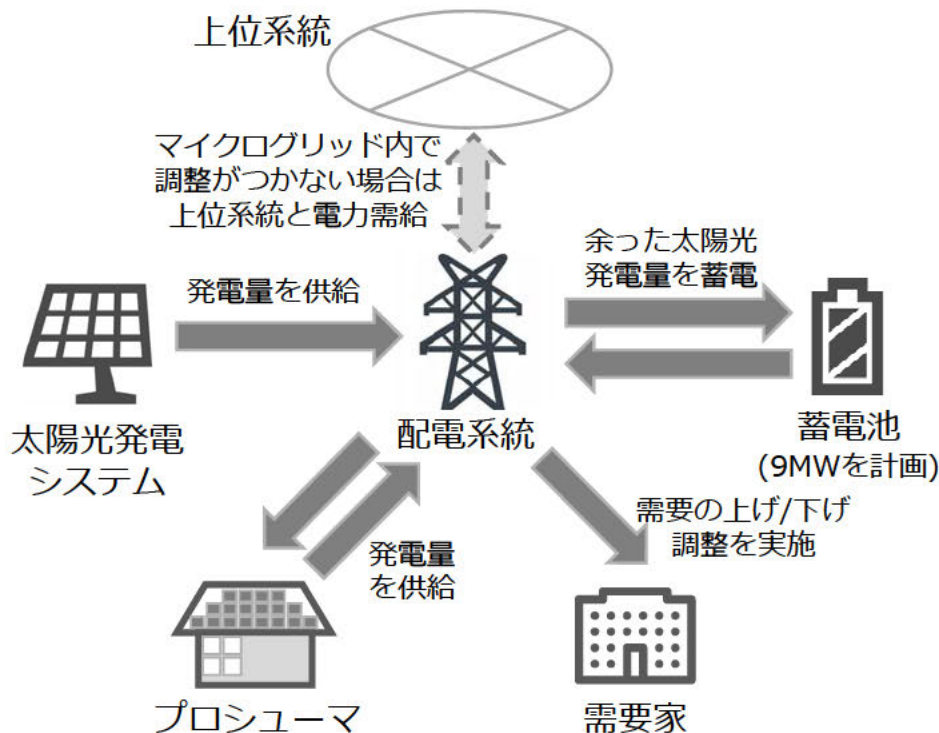 上位系統
マイクログリッド内で
調整がつかない場合は
上位系統と電力需給
発電量を供給
余った太陽光
発電量を蓄電
太陽光発電
システム
配電系統
蓄電池
(9MWを計画)
発電量
を供給
需要の上げ/下げ
調整を実施
プロシューマ
需要家